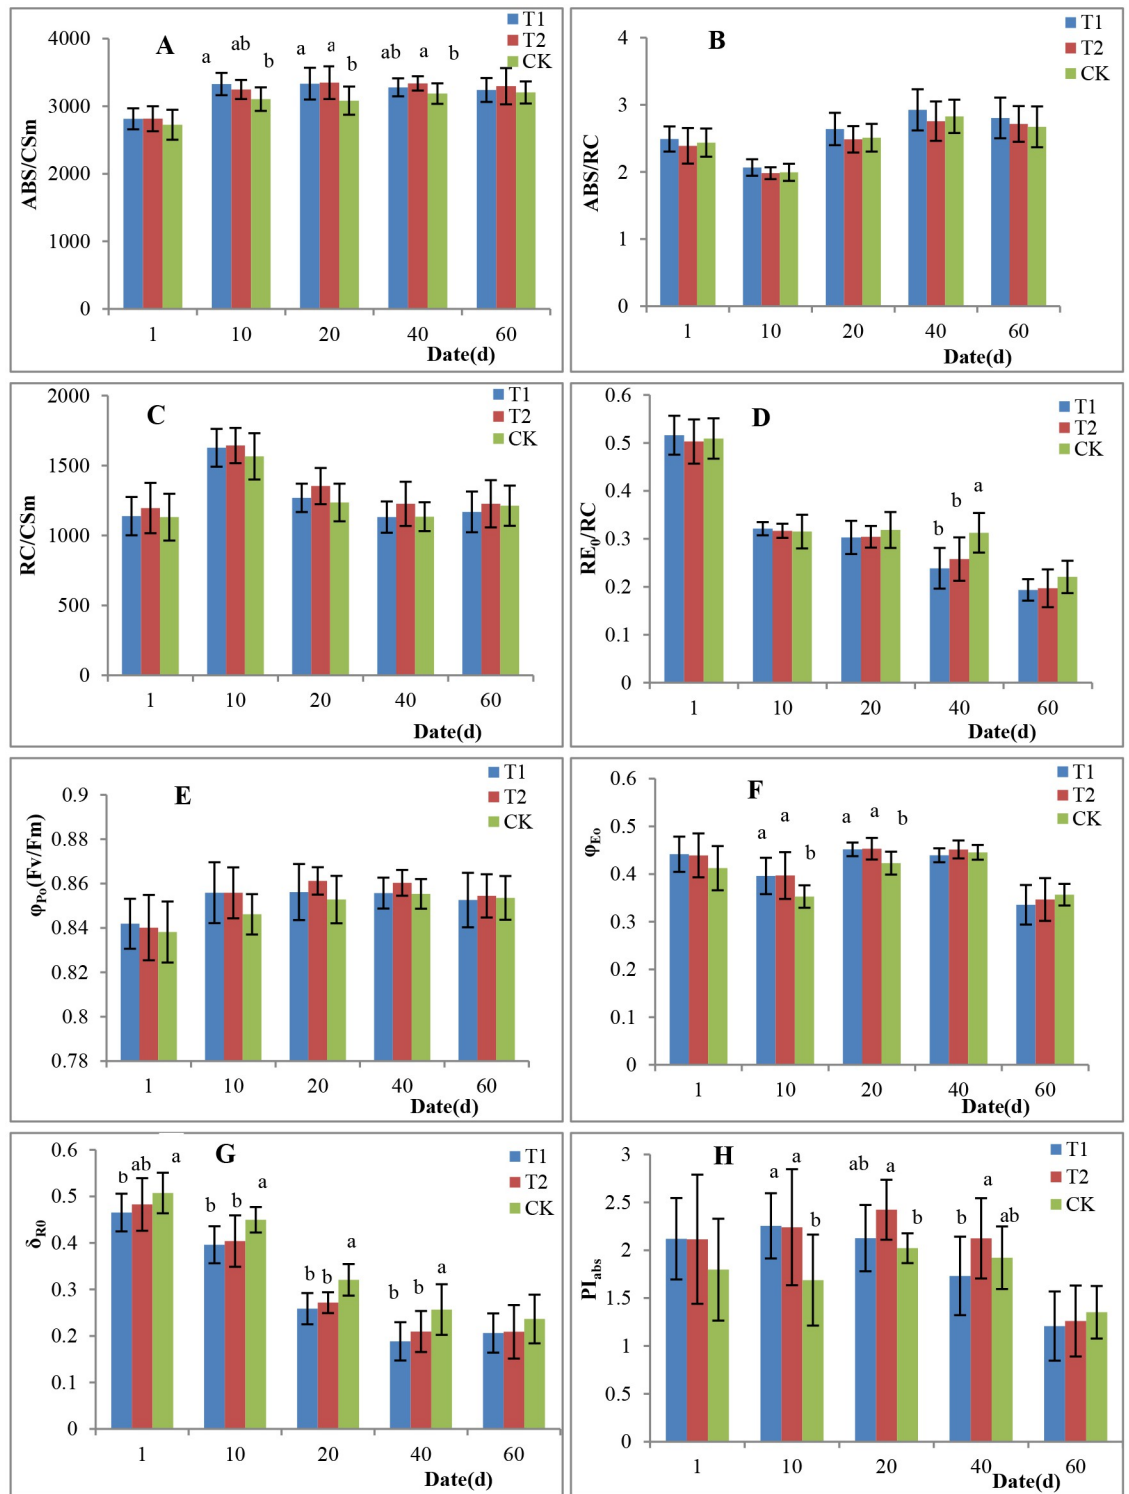 A
T1
T2
CK
a ab b a a b ab a b
ABS/CSm
4000
3000
2000
1000
0
1 10 20 40 60
Date(d)
B
T1
T2
CK
ABS/RC
4
3
2
1
0
1 10 20 40 60
Date(d)
C
T1
T2
CK
RC/CSm
2000
1500
1000
500
0
1 10 20 40 60
Date(d)
D
T1
T2
CK
b b a
RE0/RC
0.6
0.5
0.4
0.3
0.2
0.1
0
1 10 20 40 60
Date(d)
E
T1
T2
CK
φPo(Fv/Fm)
0.9
0.88
0.86
0.84
0.82
0.8
0.78
1 10 20 40 60
Date(d)
F
T1
T2
CK
a a b a a b
φEo
0.6
0.5
0.4
0.3
0.2
0.1
0
1 10 20 40 60
Date(d)
G
T1
T2
CK
b ab a b b a b b a b b a
δR0
0.6
0.5
0.4
0.3
0.2
0.1
0
1 10 20 40 60
Date(d)
H
T1
T2
CK
a a b ab a b b a ab
PIabs
3
2.5
2
1.5
1
0.5
0
1 10 20 40 60
Date(d)